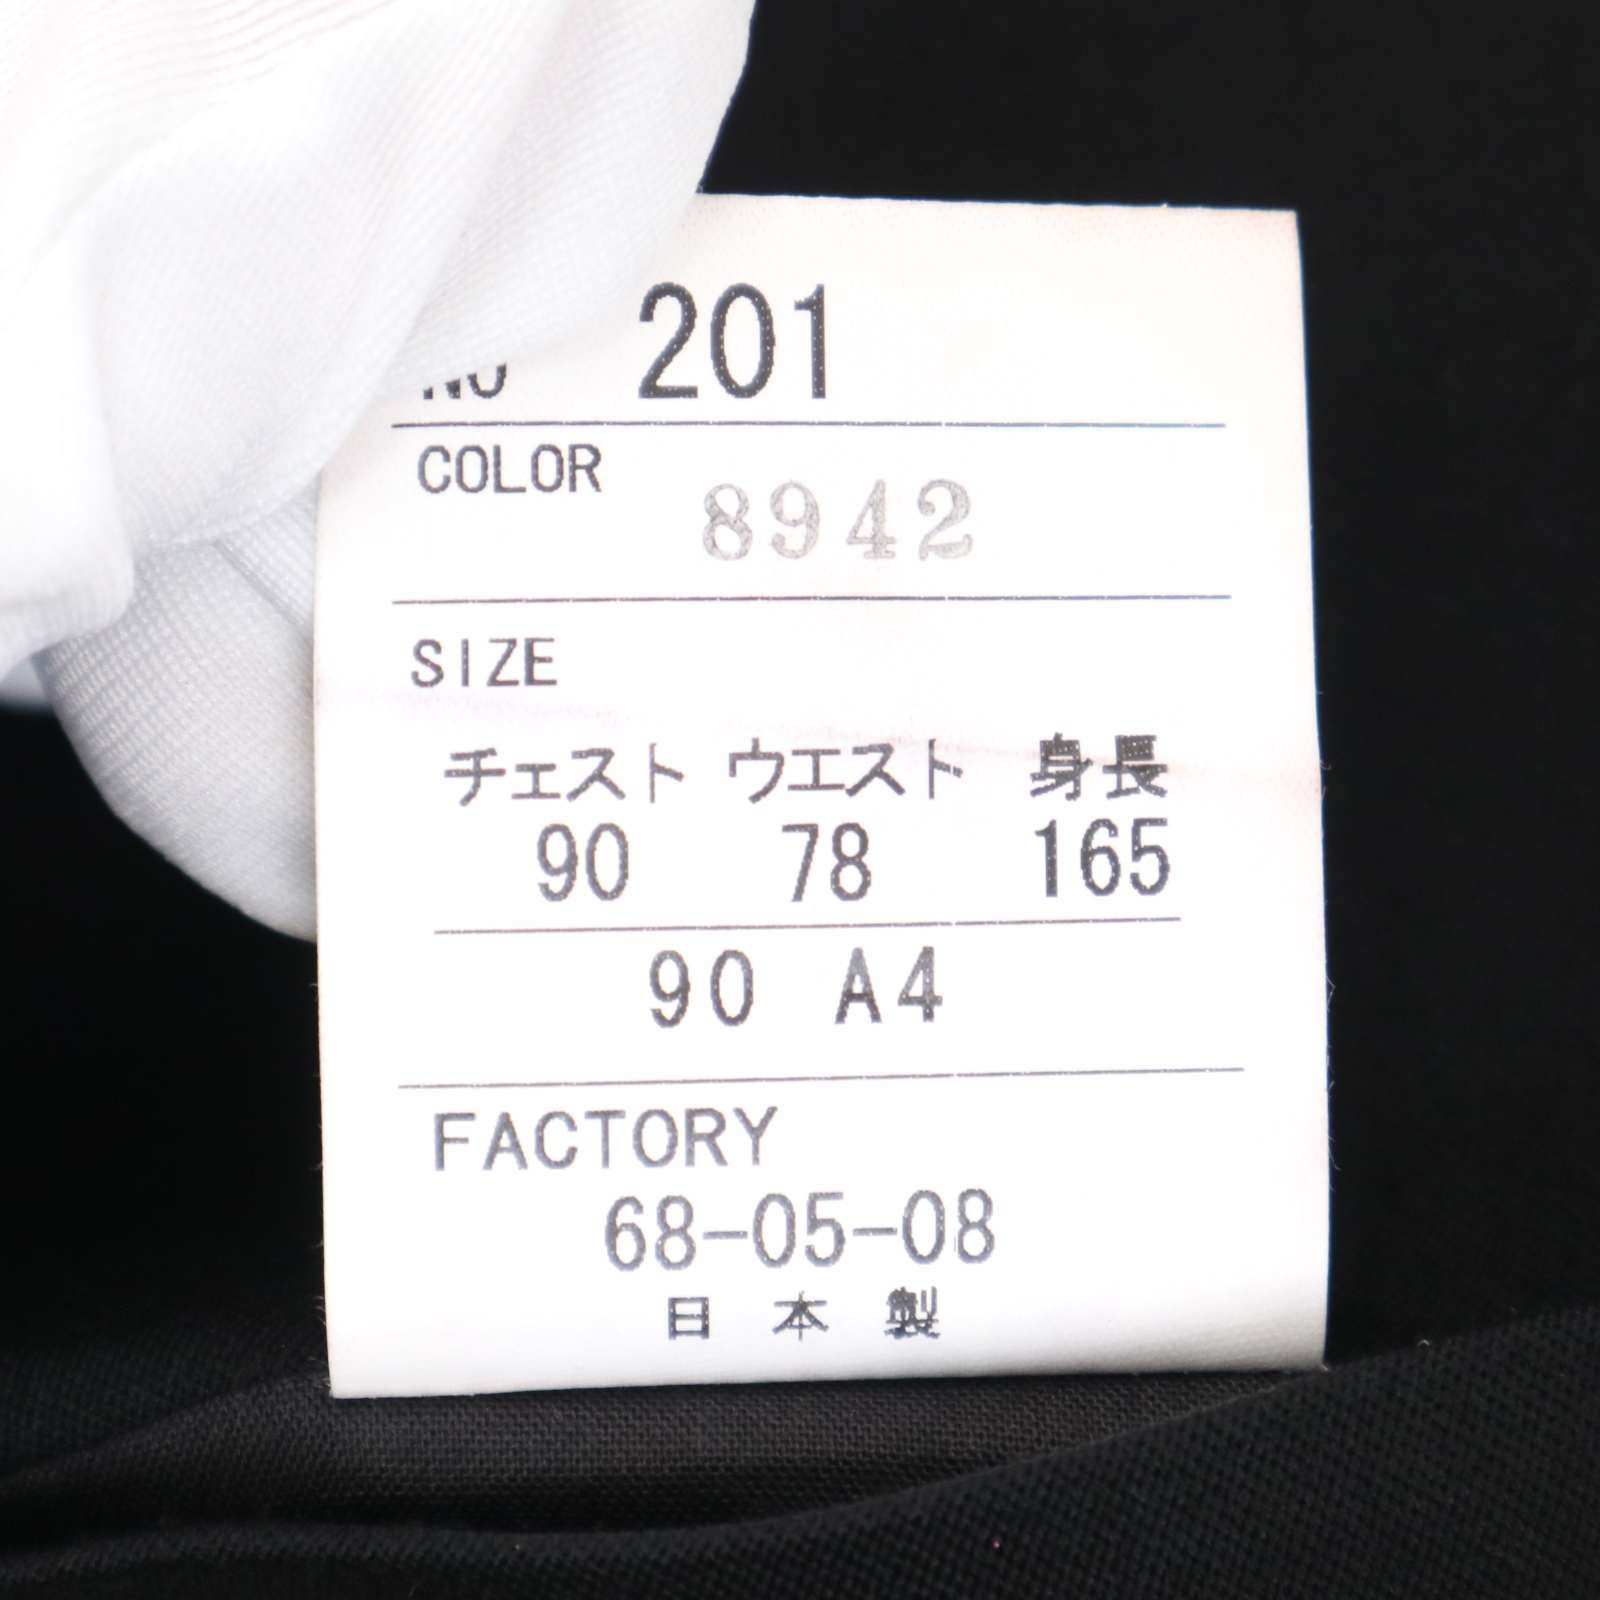 NO 201
COLOR
8942
SIZE
チェスト ウエスト 身長
90 78 165
90 A4
FACTORY
68-05-08
日本製